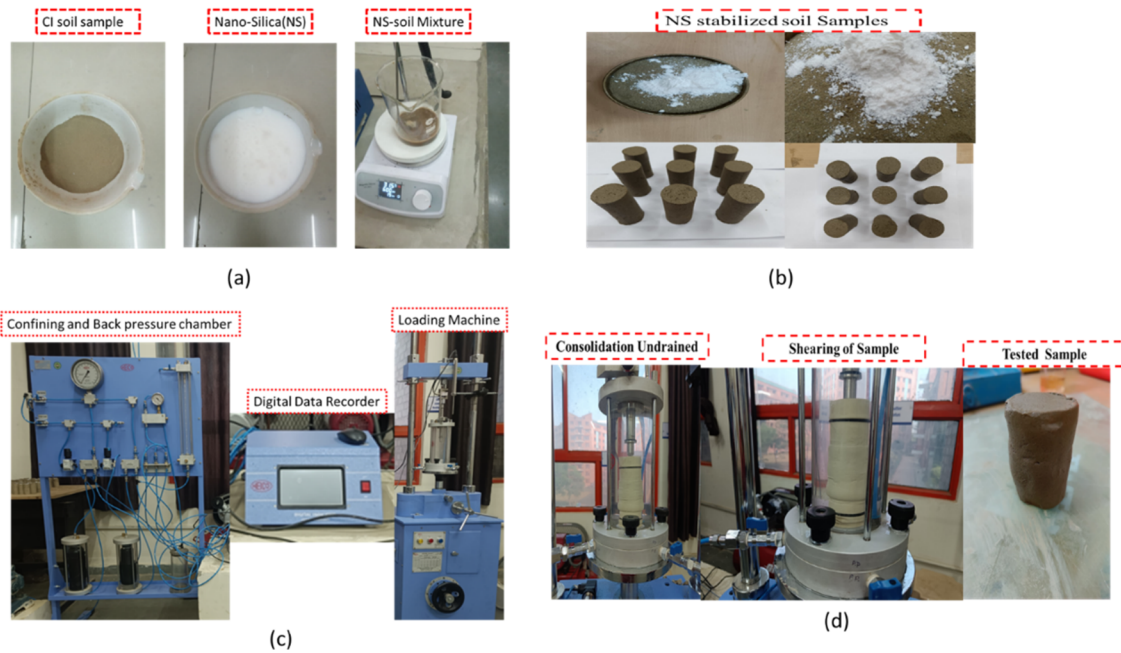 CI soil sample
Nano-Silica(NS)
NS-soil Mixture
NS stabilized soil Samples
(a)
(b)
Confining and Back pressure chamber
Digital Data Recorder
Loading Machine
Consolidation Undrained
Shearing of Sample
Tested Sample
(c)
(d)